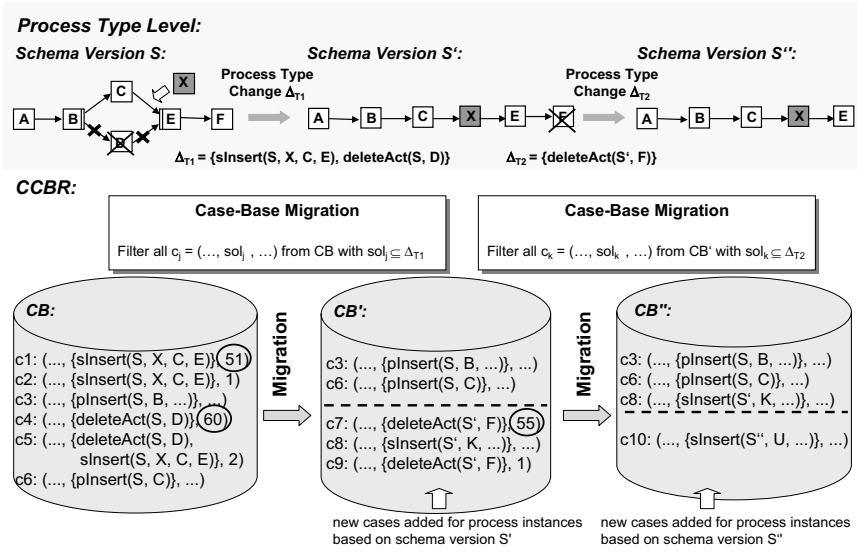 Process Type Level:
Schema Version S:
Schema Version S‘:
Schema Version S‘':
A
B
C
D
X
E
F
Process Type
Change ΔT1
A
B
C
X
E
F
Process Type
Change ΔT2
A
B
C
X
E
ΔT1 = {sInsert(S, X, C, E), deleteAct(S, D)}
ΔT2 = {deleteAct(S‘, F)}
CCBR:
Case-Base Migration
Filter all cj = (…, solj , …) from CB with solj ⊆ ΔT1
Case-Base Migration
Filter all ck = (…, solk , …) from CB‘ with solk ⊆ ΔT2
CB:
c1: (..., {sInsert(S, X, C, E)}, 51)
c2: (..., {sInsert(S, X, C, E)}, 1)
c3: (..., {pInsert(S, B, ...)}, ...)
c4: (..., {deleteAct(S, D)}, 60)
c5: (..., {deleteAct(S, D),
sInsert(S, X, C, E)}, 2)
c6: (..., {pInsert(S, C)}, ...)
Migration
CB':
c3: (..., {pInsert(S, B, ...)}, ...)
c6: (..., {pInsert(S, C)}, ...)
c7: (..., {deleteAct(S‘, F)}, 55)
c8: (..., {sInsert(S‘, K, ...)}, ...)
c9: (..., {deleteAct(S‘, F)}, 1)
new cases added for process instances
based on schema version S'
Migration
CB":
c3: (..., {pInsert(S, B, ...)}, ...)
c6: (..., {pInsert(S, C)}, ...)
c8: (..., {sInsert(S‘, K, ...)}, ...)
c10: (..., {sInsert(S‘‘, U, ...)}, ...)
new cases added for process instances
based on schema version S‘'